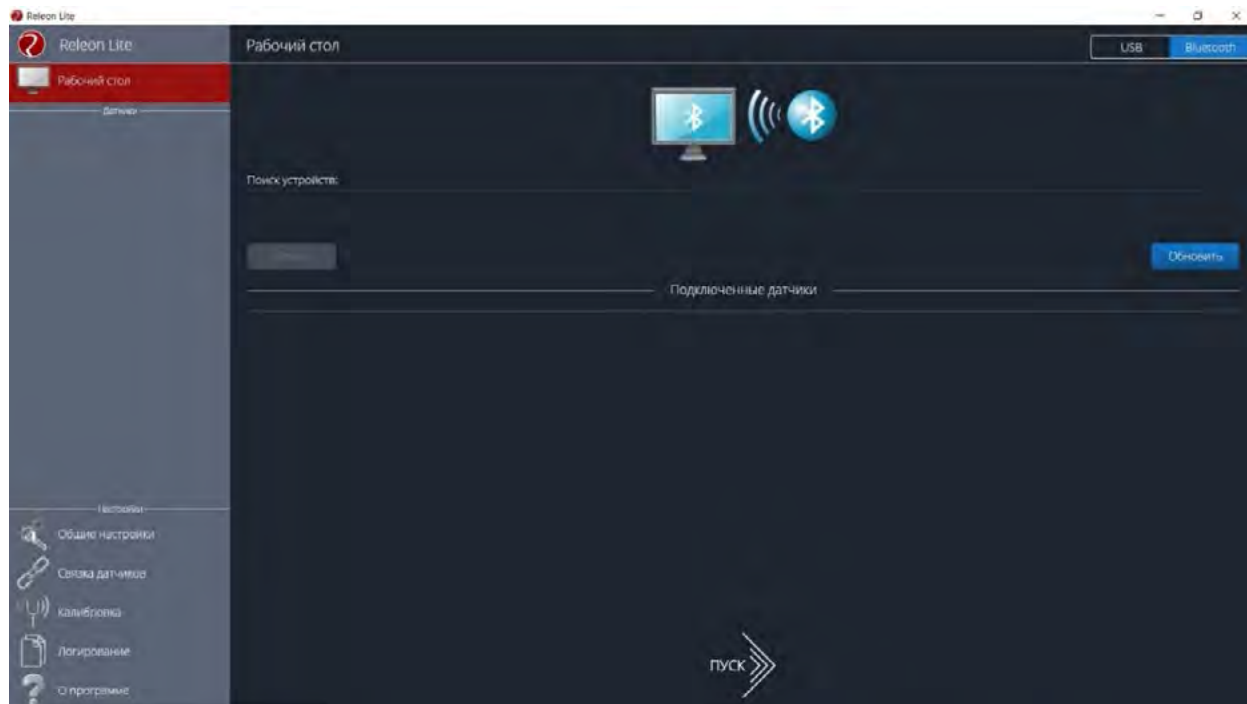 Releon Lite
Releon Lite
Рабочий стол
USB
Bluetooth
Рабочий стол
Датчики
Поиск устройств:
Обновить
Подключенные датчики
Настройки
Общие настройки
Связка датчиков
Калибровка
Логирование
О программе
ПУСК